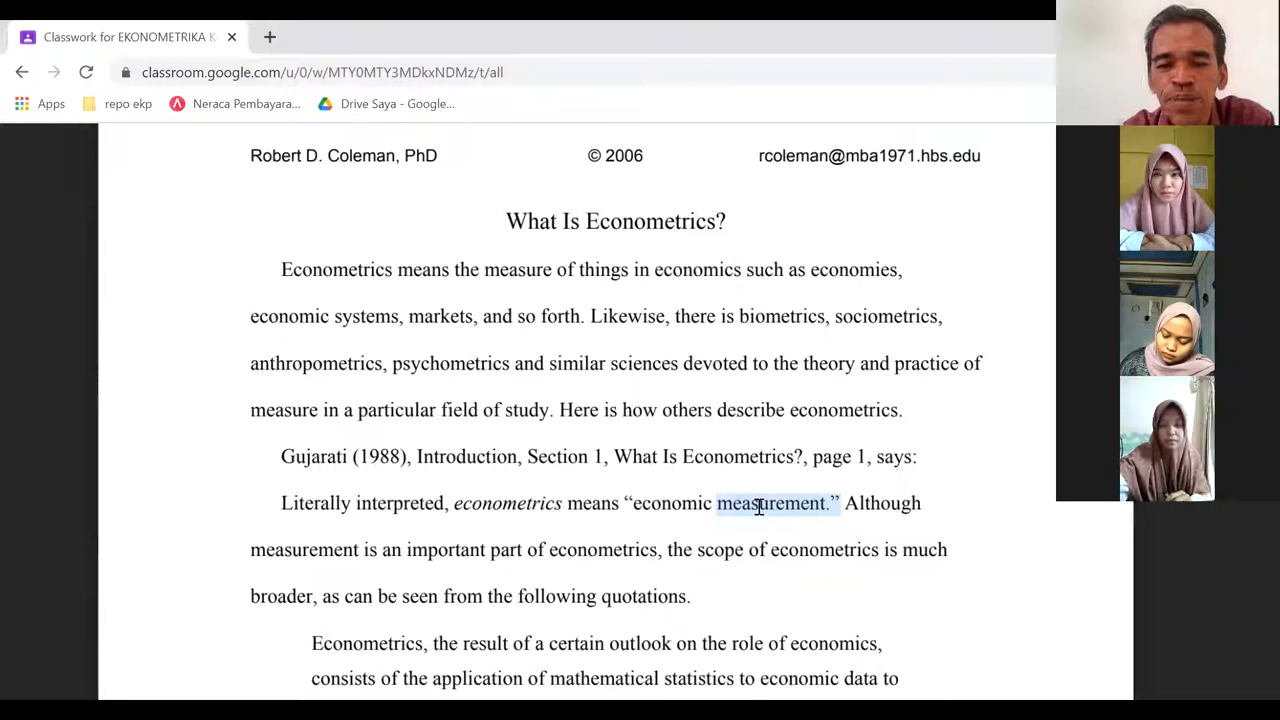 Classwork for EKONOMETRIKA K
classroom.google.com/u/0/w/MTY0MTY3MDkxNDMz/t/all
Apps repo ekp Neraca Pembayara... Drive Saya - Google...
Robert D. Coleman, PhD © 2006 rcoleman@mba1971.hbs.edu
What Is Econometrics?
Econometrics means the measure of things in economics such as economies,
economic systems, markets, and so forth. Likewise, there is biometrics, sociometrics,
anthropometrics, psychometrics and similar sciences devoted to the theory and practice of
measure in a particular field of study. Here is how others describe econometrics.
Gujarati (1988), Introduction, Section 1, What Is Econometrics?, page 1, says:
Literally interpreted, econometrics means “economic measurement.” Although
measurement is an important part of econometrics, the scope of econometrics is much
broader, as can be seen from the following quotations.
Econometrics, the result of a certain outlook on the role of economics,
consists of the application of mathematical statistics to economic data to